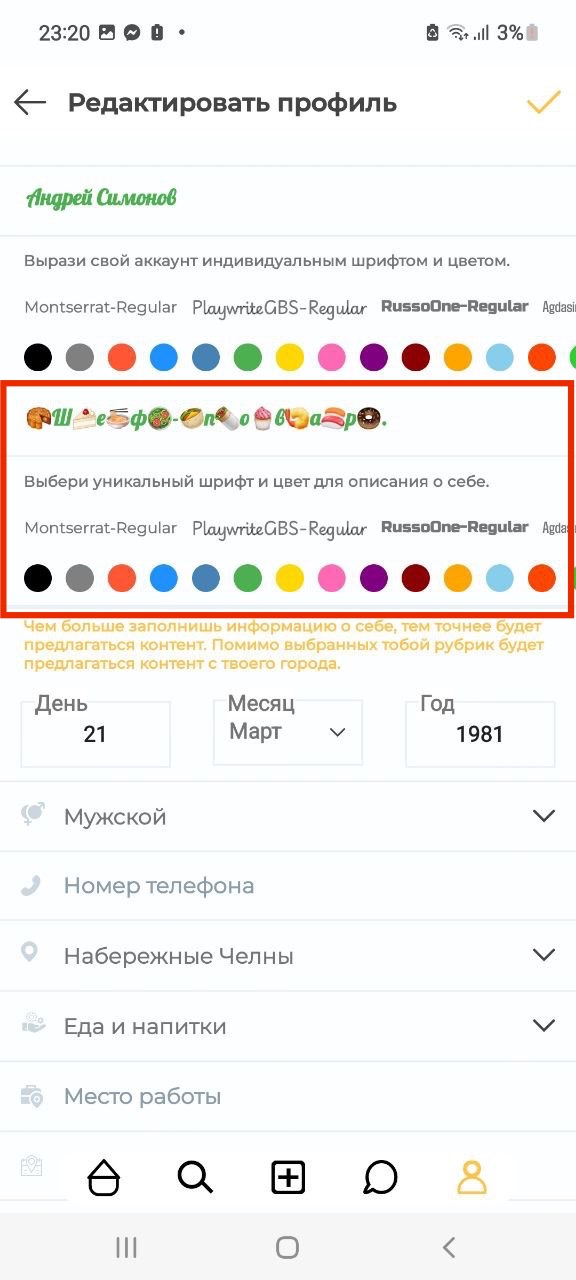 23:20 3%
Редактировать профиль
Андрей Симонов
Вырази свой аккаунт индивидуальным шрифтом и цветом.
Montserrat-Regular PlaywriteGBS-Regular RussoOne-Regular Agdasi
🥧Ш🍰е🍜ф🥗-🌮п🌯о🧁в🥐а🍣р🍩.
Выбери уникальный шрифт и цвет для описания о себе.
Montserrat-Regular PlaywriteGBS-Regular RussoOne-Regular Agda
Чем больше заполнишь информацию о себе, тем точнее будет
предлагаться контент. Помимо выбранных тобой рубрик будет
предлагаться контент с твоего города.
День Месяц Год
21 Март 1981
Мужской
Номер телефона
Набережные Челны
Еда и напитки
Место работы